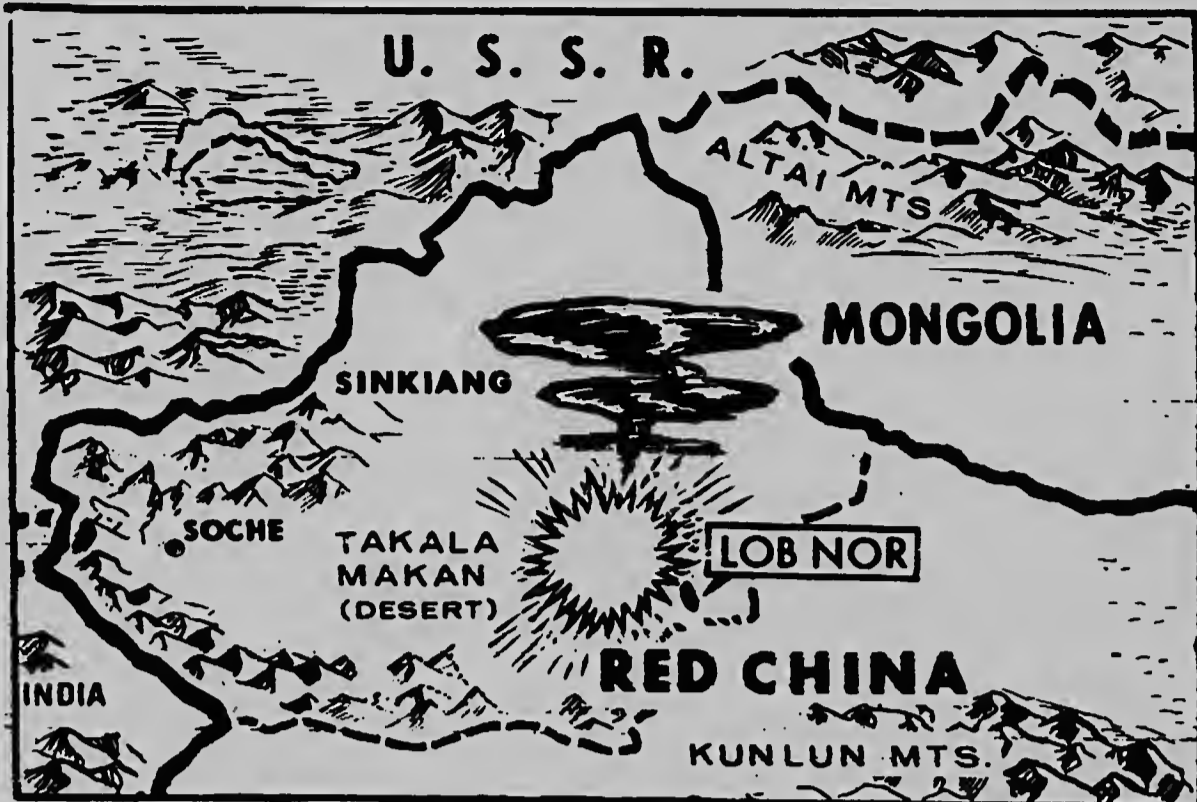 U. S. S. R.
ALTAI MTS
MONGOLIA
SINKIANG
SOCHE
TAKALA
MAKAN
(DESERT)
LOB NOR
RED CHINA
INDIA
KUNLUN MTS.